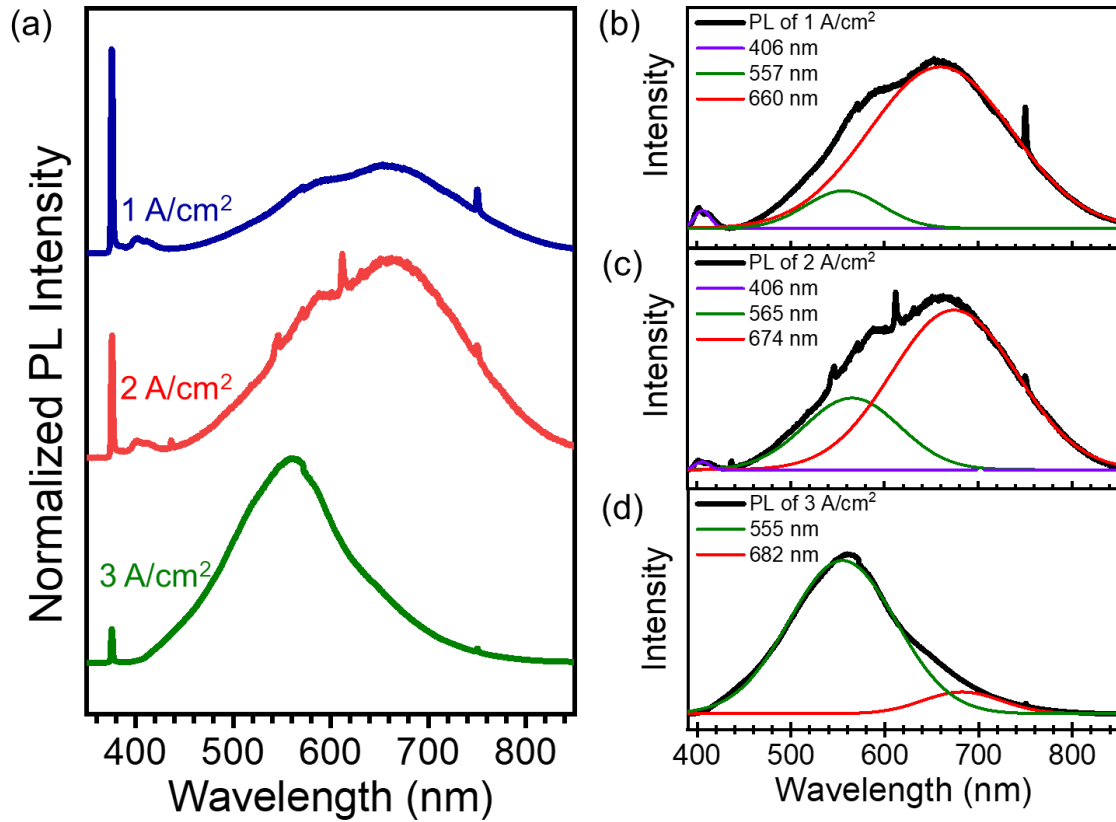 (a)
Normalized PL Intensity
1 A/cm²
2 A/cm²
3 A/cm²
400 500 600 700 800
Wavelength (nm)
(b)
Intensity
PL of 1 A/cm²
406 nm
557 nm
660 nm
(c)
Intensity
PL of 2 A/cm²
406 nm
565 nm
674 nm
(d)
Intensity
PL of 3 A/cm²
555 nm
682 nm
400 500 600 700 800
Wavelength (nm)